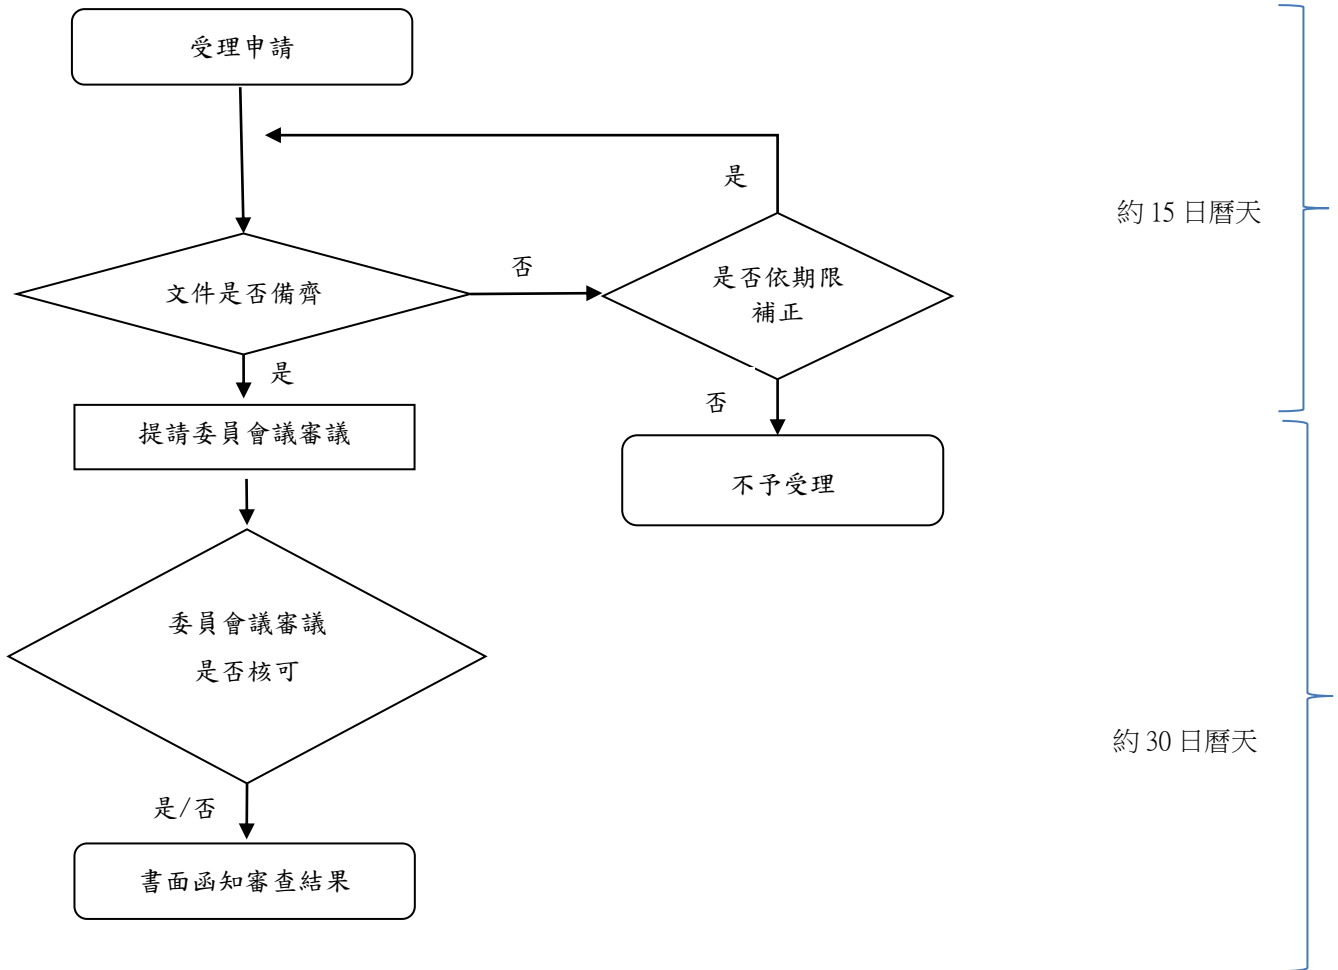 受理申請
是
約 15 日曆天
文件是否備齊
否
是否依期限
補正
是
否
提請委員會議審議
不予受理
委員會議審議
是否核可
約 30 日曆天
是/否
書面函知審查結果